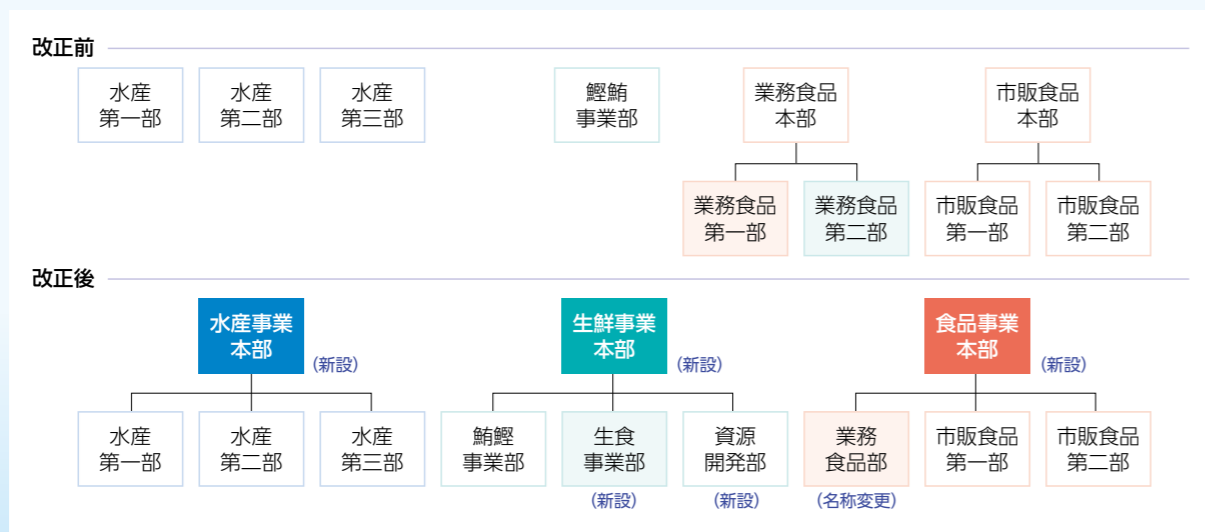 改正前
水産
第一部
水産
第二部
水産
第三部
鰹鮪
事業部
業務食品
本部
市販食品
本部
業務食品
第一部
業務食品
第二部
市販食品
第一部
市販食品
第二部
改正後
水産事業
本部
(新設)
生鮮事業
本部
(新設)
食品事業
本部
(新設)
水産
第一部
水産
第二部
水産
第三部
鮪鰹
事業部
生食
事業部
(新設)
資源
開発部
(新設)
業務
食品部
(名称変更)
市販食品
第一部
市販食品
第二部